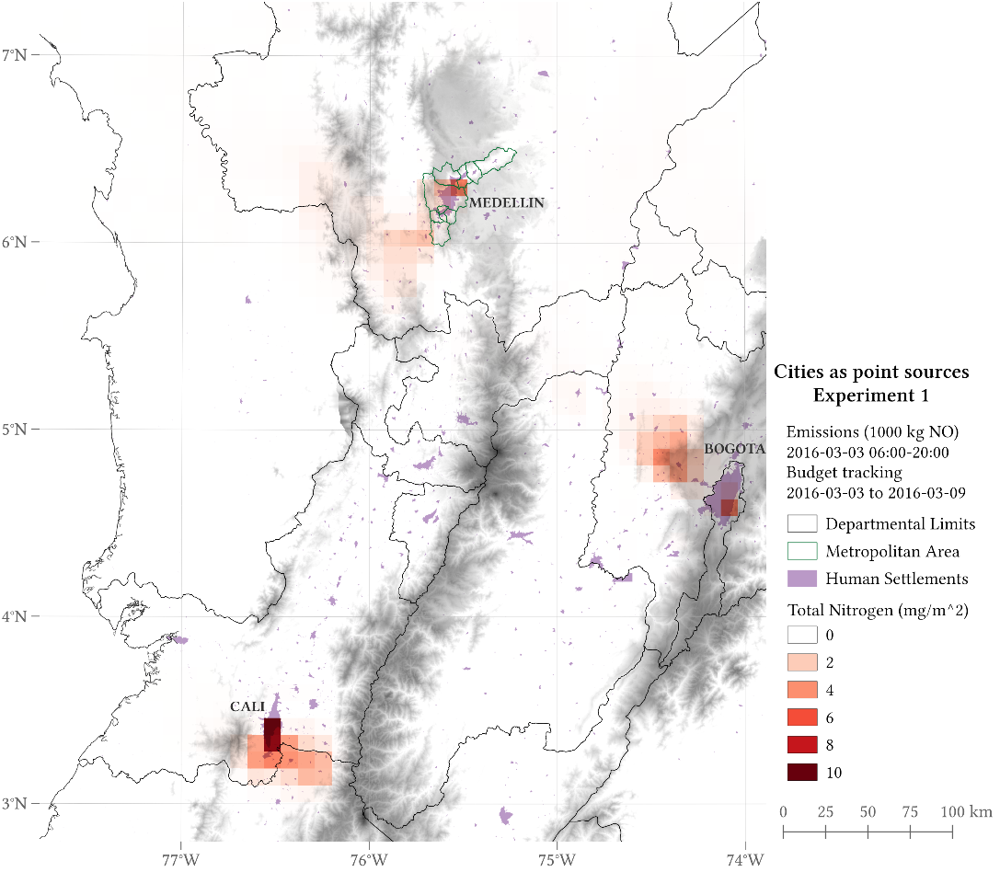 7°N
6°N
5°N
4°N
3°N
77°W
76°W
75°W
74°W
MEDELLIN
BOGOTA
CALI
Cities as point sources
Experiment 1
Emissions (1000 kg NO)
2016-03-03 06:00-20:00
Budget tracking
2016-03-03 to 2016-03-09
Departmental Limits
Metropolitan Area
Human Settlements
Total Nitrogen (mg/m^2)
0
2
4
6
8
10
0 25 50 75 100 km